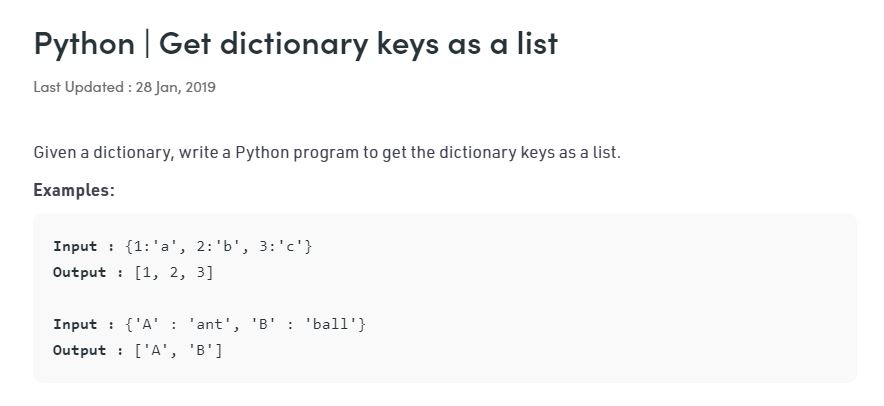 Python | Get dictionary keys as a list
Last Updated : 28 Jan, 2019
Given a dictionary, write a Python program to get the dictionary keys as a list.
Examples:
Input : {1:'a', 2:'b', 3:'c'}
Output : [1, 2, 3]
Input : {'A' : 'ant', 'B' : 'ball'}
Output : ['A', 'B']